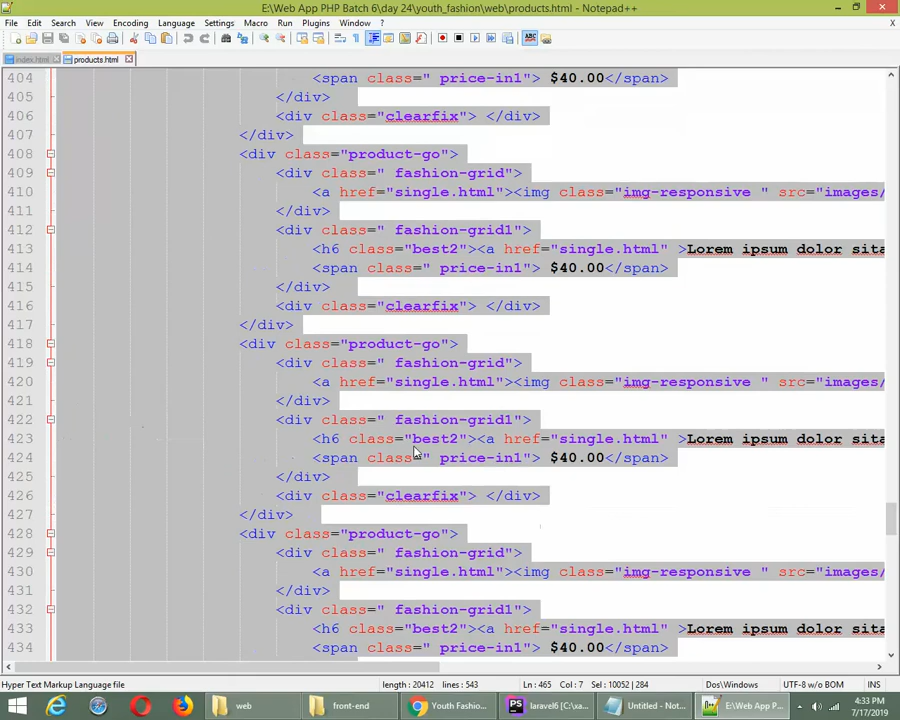 E:\Web App PHP Batch 6\day 24\youth_fashion\web\products.html - Notepad++
File Edit Search View Encoding Language Settings Macro Run Plugins Window ?
index.html products.html
404 <span class=" price-in1"> $40.00</span>
405 </div>
406 <div class="clearfix"> </div>
407 </div>
408 <div class="product-go">
409 <div class=" fashion-grid">
410 <a href="single.html"><img class="img-responsive " src="images/
411 </div>
412 <div class=" fashion-grid1">
413 <h6 class="best2"><a href="single.html" >Lorem ipsum dolor sita
414 <span class=" price-in1"> $40.00</span>
415 </div>
416 <div class="clearfix"> </div>
417 </div>
418 <div class="product-go">
419 <div class=" fashion-grid">
420 <a href="single.html"><img class="img-responsive " src="images/
421 </div>
422 <div class=" fashion-grid1">
423 <h6 class="best2"><a href="single.html" >Lorem ipsum dolor sita
424 <span class=" price-in1"> $40.00</span>
425 </div>
426 <div class="clearfix"> </div>
427 </div>
428 <div class="product-go">
429 <div class=" fashion-grid">
430 <a href="single.html"><img class="img-responsive " src="images/
431 </div>
432 <div class=" fashion-grid1">
433 <h6 class="best2"><a href="single.html" >Lorem ipsum dolor sita
434 <span class=" price-in1"> $40.00</span>
Hyper Text Markup Language file length : 20412 lines : 543 Ln : 465 Col : 7 Sel : 10052 | 284 Dos\Windows UTF-8 w/o BOM INS
web front-end Youth Fashio... laravel6 [C:\xa... Untitled - Note... E:\Web App P... 4:33 PM
7/17/2019